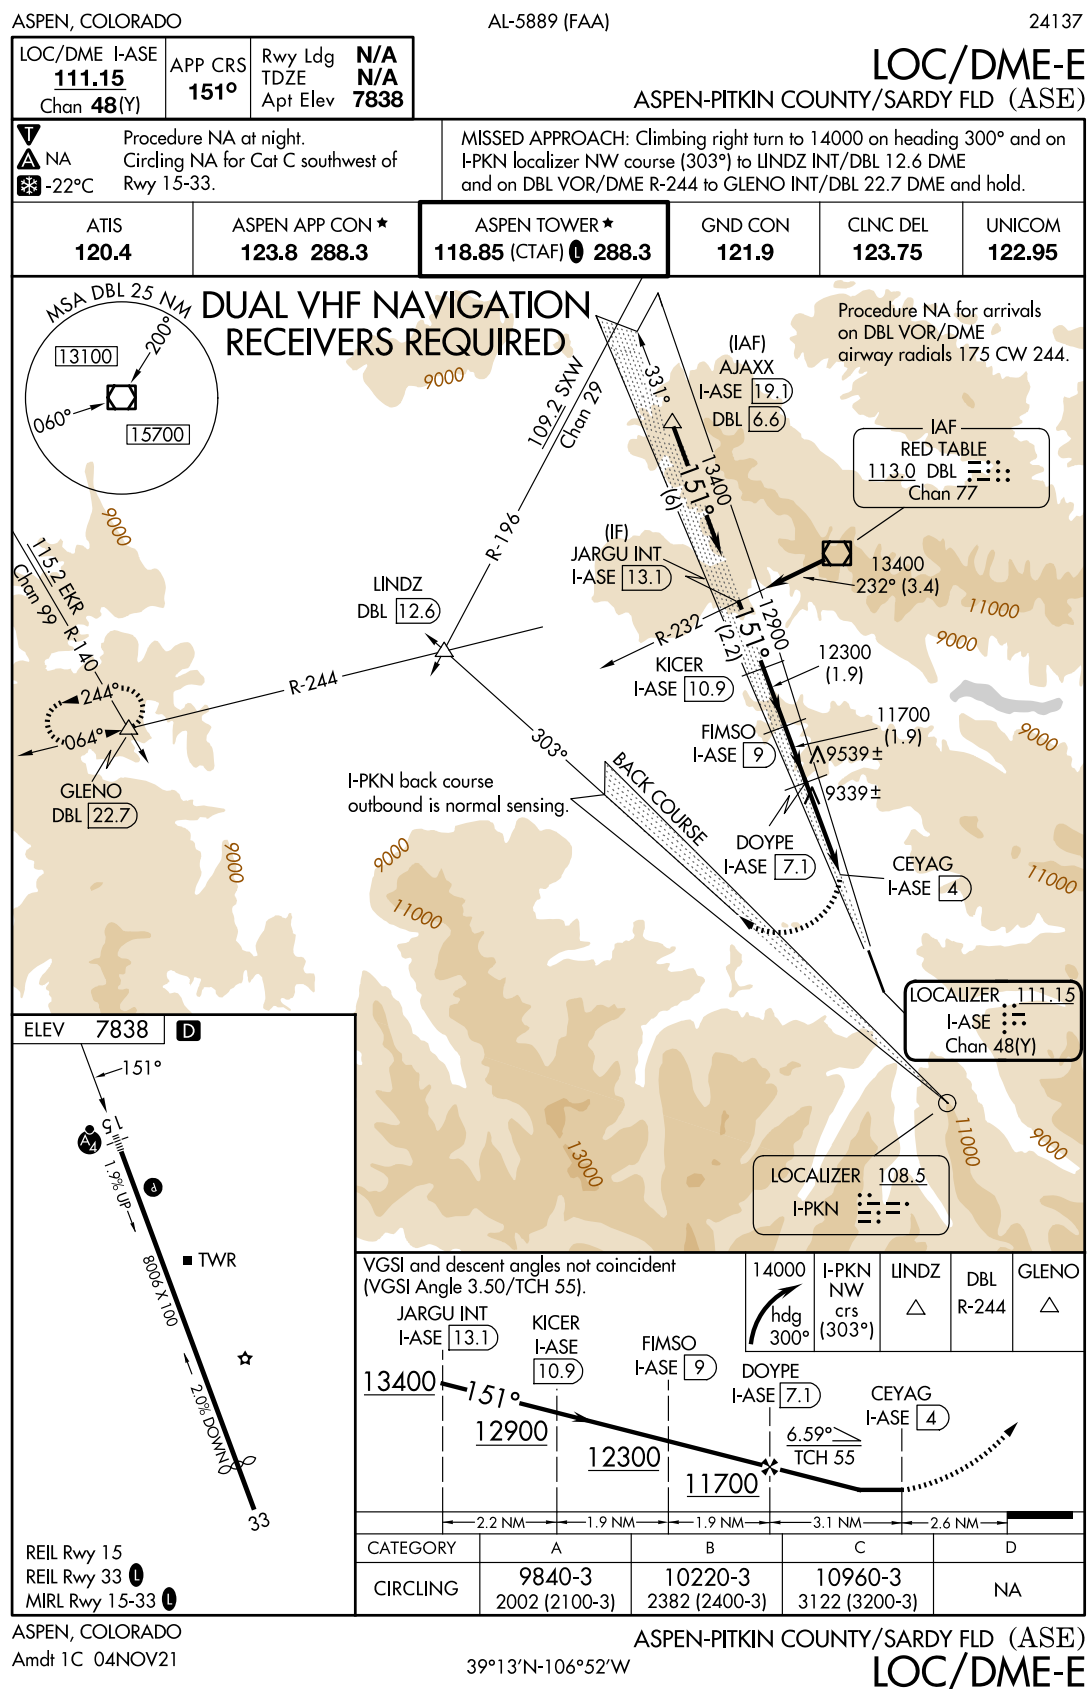 ASPEN, COLORADO
AL-5889 (FAA)
24137
LOC/DME I-ASE
111.15
Chan 48(Y)
APP CRS
151°
Rwy Ldg N/A
TDZE N/A
Apt Elev 7838
LOC/DME-E
ASPEN-PITKIN COUNTY/SARDY FLD (ASE)
T
A NA
-22°C
Procedure NA at night.
Circling NA for Cat C southwest of
Rwy 15-33.
MISSED APPROACH: Climbing right turn to 14000 on heading 300° and on
I-PKN localizer NW course (303°) to LINDZ INT/DBL 12.6 DME
and on DBL VOR/DME R-244 to GLENO INT/DBL 22.7 DME and hold.
ATIS
120.4
ASPEN APP CON ★
123.8 288.3
ASPEN TOWER ★
118.85 (CTAF) L 288.3
GND CON
121.9
CLNC DEL
123.75
UNICOM
122.95
MSA DBL 25 NM
13100
200°
060°
15700
DUAL VHF NAVIGATION
RECEIVERS REQUIRED
Procedure NA for arrivals
on DBL VOR/DME
airway radials 175 CW 244.
9000
109.2 SXW
Chan 29
331°
(IAF)
AJAXX
I-ASE 19.1
DBL 6.6
IAF
RED TABLE
113.0 DBL
Chan 77
13400
151°
(6)
9000
115.2 EKR
Chan 99
R-196
(IF)
JARGU INT
I-ASE 13.1
13400
232° (3.4)
LINDZ
DBL 12.6
12900
11000
R-140
R-232
151°
(2.2)
9000
KICER
I-ASE 10.9
12300
(1.9)
244°
R-244
064°
FIMSO
I-ASE 9
11700
(1.9)
9000
303°
9539±
GLENO
DBL 22.7
I-PKN back course
outbound is normal sensing.
BACK COURSE
9339±
DOYPE
I-ASE 7.1
9000
9000
CEYAG
I-ASE 4
11000
11000
LOCALIZER 111.15
I-ASE
Chan 48(Y)
11000
9000
13000
LOCALIZER 108.5
I-PKN
ELEV 7838
D
151°
15
A4
1.9% UP
P
TWR
8006 X 100
2.0% DOWN
33
REIL Rwy 15
REIL Rwy 33 L
MIRL Rwy 15-33 L
VGSI and descent angles not coincident
(VGSI Angle 3.50/TCH 55).
14000
hdg
300°
I-PKN
NW
crs
(303°)
LINDZ
DBL
R-244
GLENO
JARGU INT
I-ASE 13.1
KICER
I-ASE
10.9
FIMSO
I-ASE 9
DOYPE
I-ASE 7.1
CEYAG
I-ASE 4
13400
151°
12900
12300
11700
6.59°
TCH 55
2.2 NM
1.9 NM
1.9 NM
3.1 NM
2.6 NM
CATEGORY A B C D
CIRCLING
9840-3
2002 (2100-3)
10220-3
2382 (2400-3)
10960-3
3122 (3200-3)
NA
ASPEN, COLORADO
Amdt 1C 04NOV21
39°13'N-106°52'W
ASPEN-PITKIN COUNTY/SARDY FLD (ASE)
LOC/DME-E